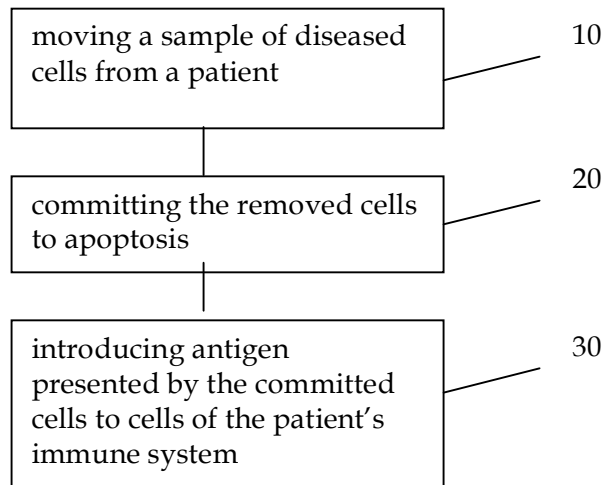 moving a sample of diseased
cells from a patient
10
committing the removed cells
to apoptosis
20
introducing antigen
presented by the committed
cells to cells of the patient’s
immune system
30